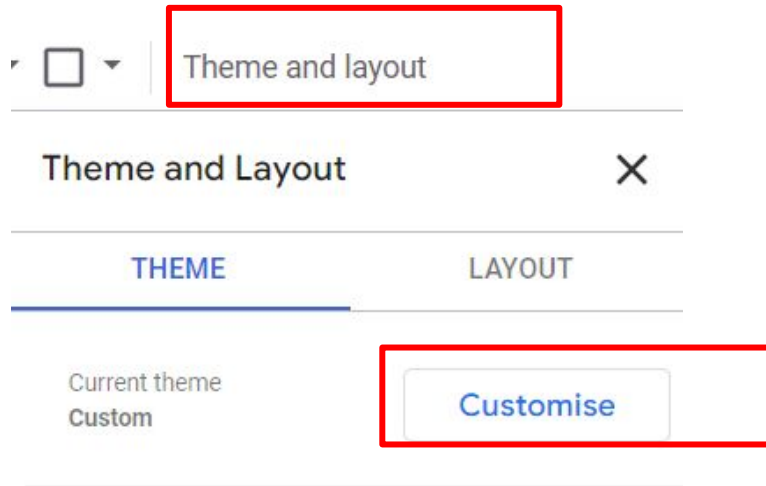 Theme and layout
Theme and Layout
THEME LAYOUT
Current theme
Custom
Customise